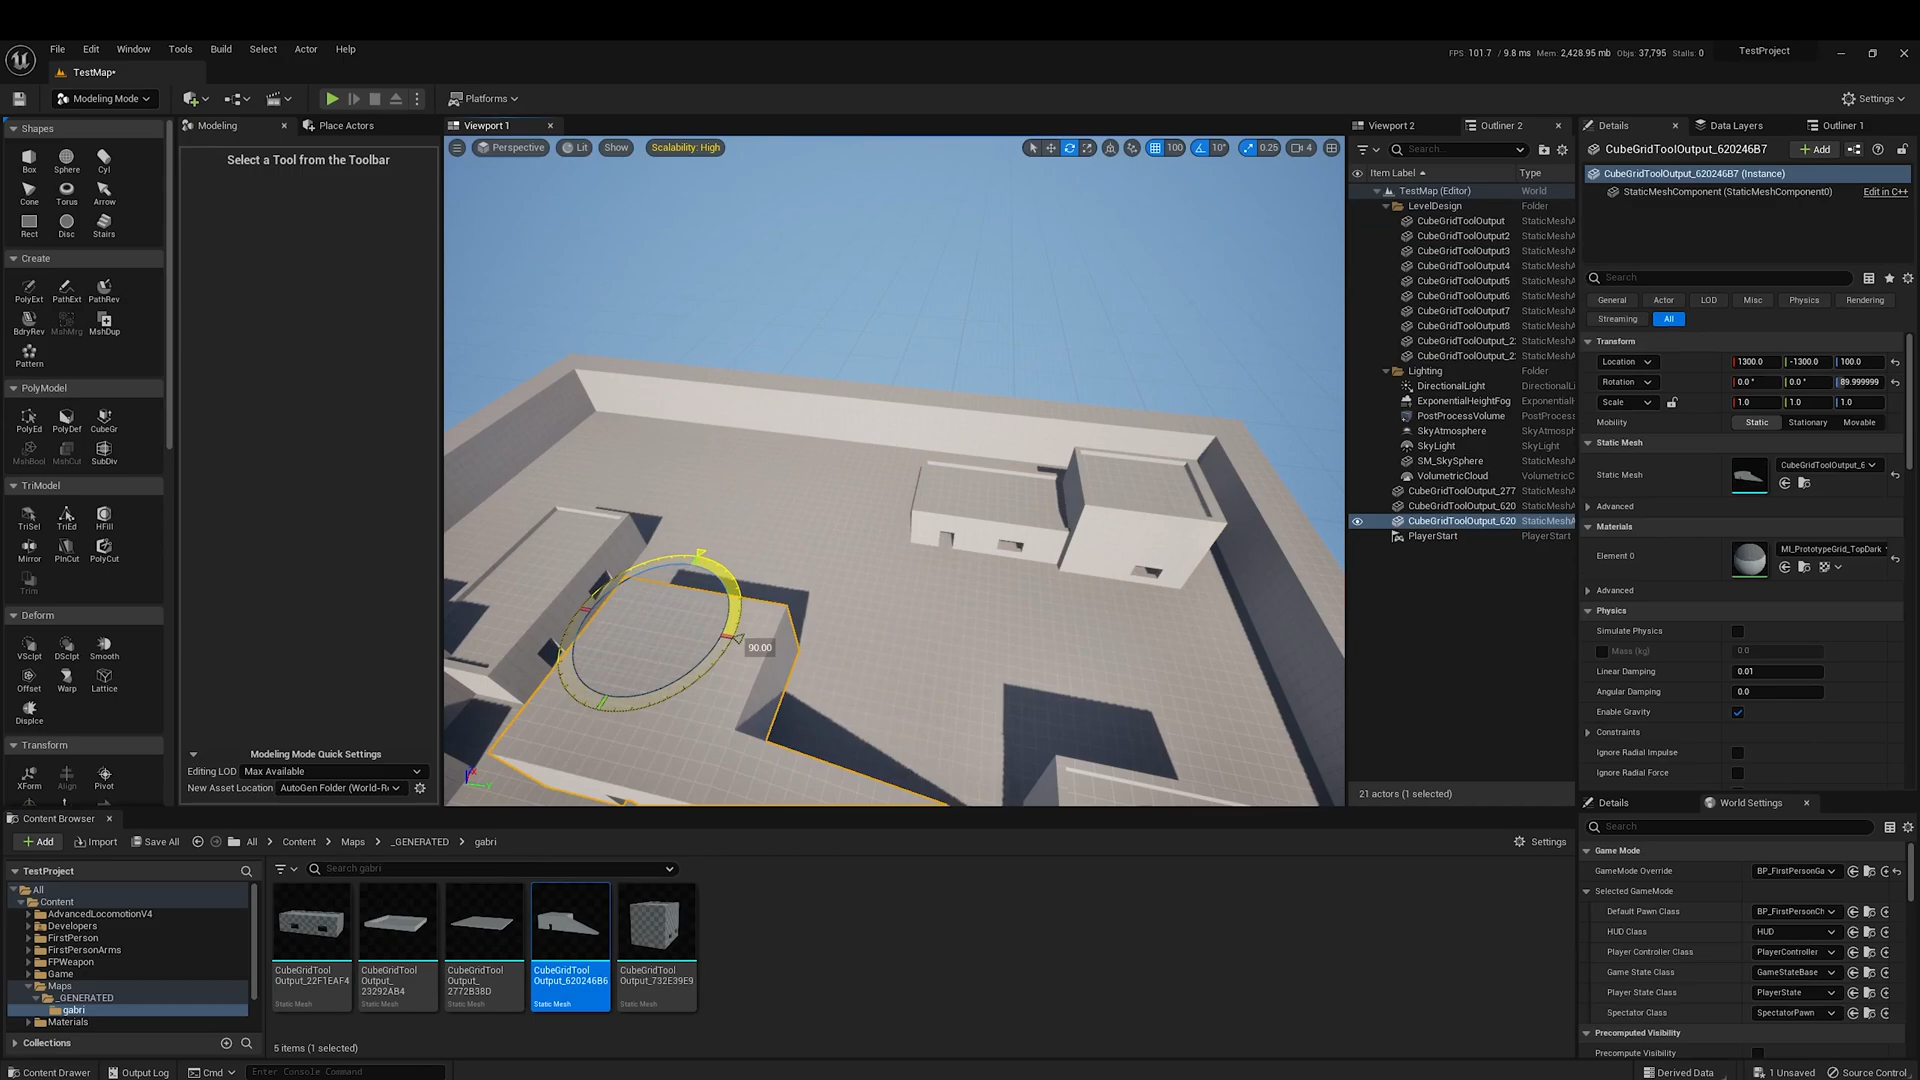 File Edit Window Tools Build Select Actor Help
FPS: 101.7 / 9.8 ms Mem: 2,428.95 mb Objs: 37,795 Stalls: 0
TestProject
TestMap•
Modeling Mode
Platforms
Settings
Shapes
Box Sphere Cyl
Cone Torus Arrow
Rect Disc Stairs
Create
PolyExt PathExt PathRev
BdryRev MshMrg MshDup
Pattern
PolyModel
PolyEd PolyDef CubeGr
MshBool MshCut SubDiv
TriModel
TriSel TriEd HFill
Mirror PlnCut PolyCut
Trim
Deform
VSclpt DSclpt Smooth
Offset Warp Lattice
Displce
Transform
XForm Align Pivot
Modeling Place Actors
Select a Tool from the Toolbar
Modeling Mode Quick Settings
Editing LOD Max Available
New Asset Location AutoGen Folder (World-R
Viewport 1
Perspective Lit Show Scalability: High
100 10° 0.25 4
90.00
Viewport 2 Outliner 2
Search...
Item Label Type
TestMap (Editor) World
LevelDesign Folder
CubeGridToolOutput StaticMeshA
CubeGridToolOutput2 StaticMeshA
CubeGridToolOutput3 StaticMeshA
CubeGridToolOutput4 StaticMeshA
CubeGridToolOutput5 StaticMeshA
CubeGridToolOutput6 StaticMeshA
CubeGridToolOutput7 StaticMeshA
CubeGridToolOutput8 StaticMeshA
CubeGridToolOutput_2 StaticMeshA
CubeGridToolOutput_2 StaticMeshA
Lighting Folder
DirectionalLight DirectionalLi
ExponentialHeightFog ExponentialH
PostProcessVolume PostProcess
SkyAtmosphere SkyAtmosph
SkyLight SkyLight
SM_SkySphere StaticMeshA
VolumetricCloud VolumetricC
CubeGridToolOutput_277 StaticMeshA
CubeGridToolOutput_620 StaticMeshA
CubeGridToolOutput_620 StaticMeshA
PlayerStart PlayerStart
21 actors (1 selected)
Details Data Layers Outliner 1
CubeGridToolOutput_620246B7
Add
CubeGridToolOutput_620246B7 (Instance)
StaticMeshComponent (StaticMeshComponent0) Edit in C++
Search
General Actor LOD Misc Physics Rendering
Streaming All
Transform
Location 1300.0 -1300.0 100.0
Rotation 0.0 ° 0.0 ° 89.999999
Scale 1.0 1.0 1.0
Mobility Static Stationary Movable
Static Mesh
Static Mesh CubeGridToolOutput_6
Advanced
Materials
Element 0 MI_PrototypeGrid_TopDark
Advanced
Physics
Simulate Physics
Mass (kg) 0.0
Linear Damping 0.01
Angular Damping 0.0
Enable Gravity
Constraints
Ignore Radial Impulse
Ignore Radial Force
Details World Settings
Search
Game Mode
GameMode Override BP_FirstPersonGa
Selected GameMode
Default Pawn Class BP_FirstPersonCh
HUD Class HUD
Player Controller Class PlayerController
Game State Class GameStateBase
Player State Class PlayerState
Spectator Class SpectatorPawn
Precomputed Visibility
Precompute Visibility
Content Browser
Add Import Save All All Content Maps _GENERATED gabri
Settings
TestProject
All
Content
AdvancedLocomotionV4
Developers
FirstPerson
FirstPersonArms
FPWeapon
Game
Maps
_GENERATED
gabri
Materials
Collections
Search gabri
CubeGridTool Output_22F1EAF4 Static Mesh
CubeGridTool Output_ 23292AB4 Static Mesh
CubeGridTool Output_ 2772B38D Static Mesh
CubeGridTool Output_620246B6 Static Mesh
CubeGridTool Output_732E39E9 Static Mesh
5 items (1 selected)
Content Drawer Output Log Cmd Enter Console Command
Derived Data 1 Unsaved Source Control